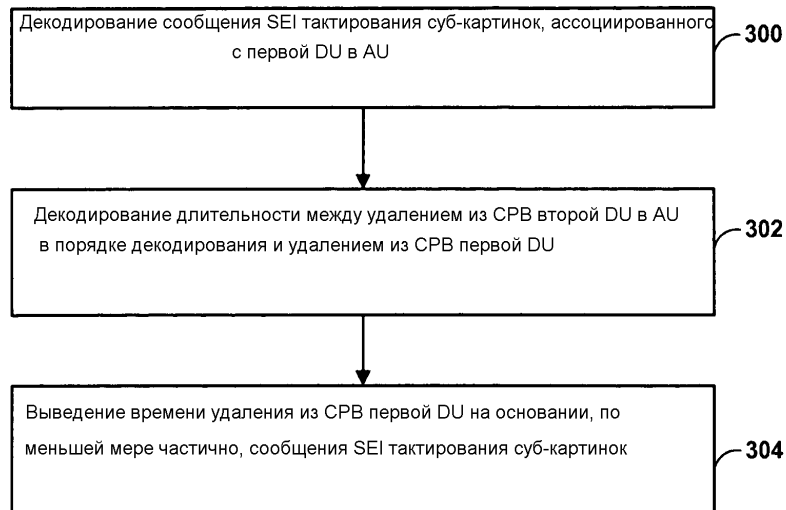 Декодирование сообщения SEI тактирования суб-картинок, ассоциированного
с первой DU в AU
300
Декодирование длительности между удалением из CPB второй DU в AU
в порядке декодирования и удалением из CPB первой DU
302
Выведение времени удаления из CPB первой DU на основании, по
меньшей мере частично, сообщения SEI тактирования суб-картинок
304